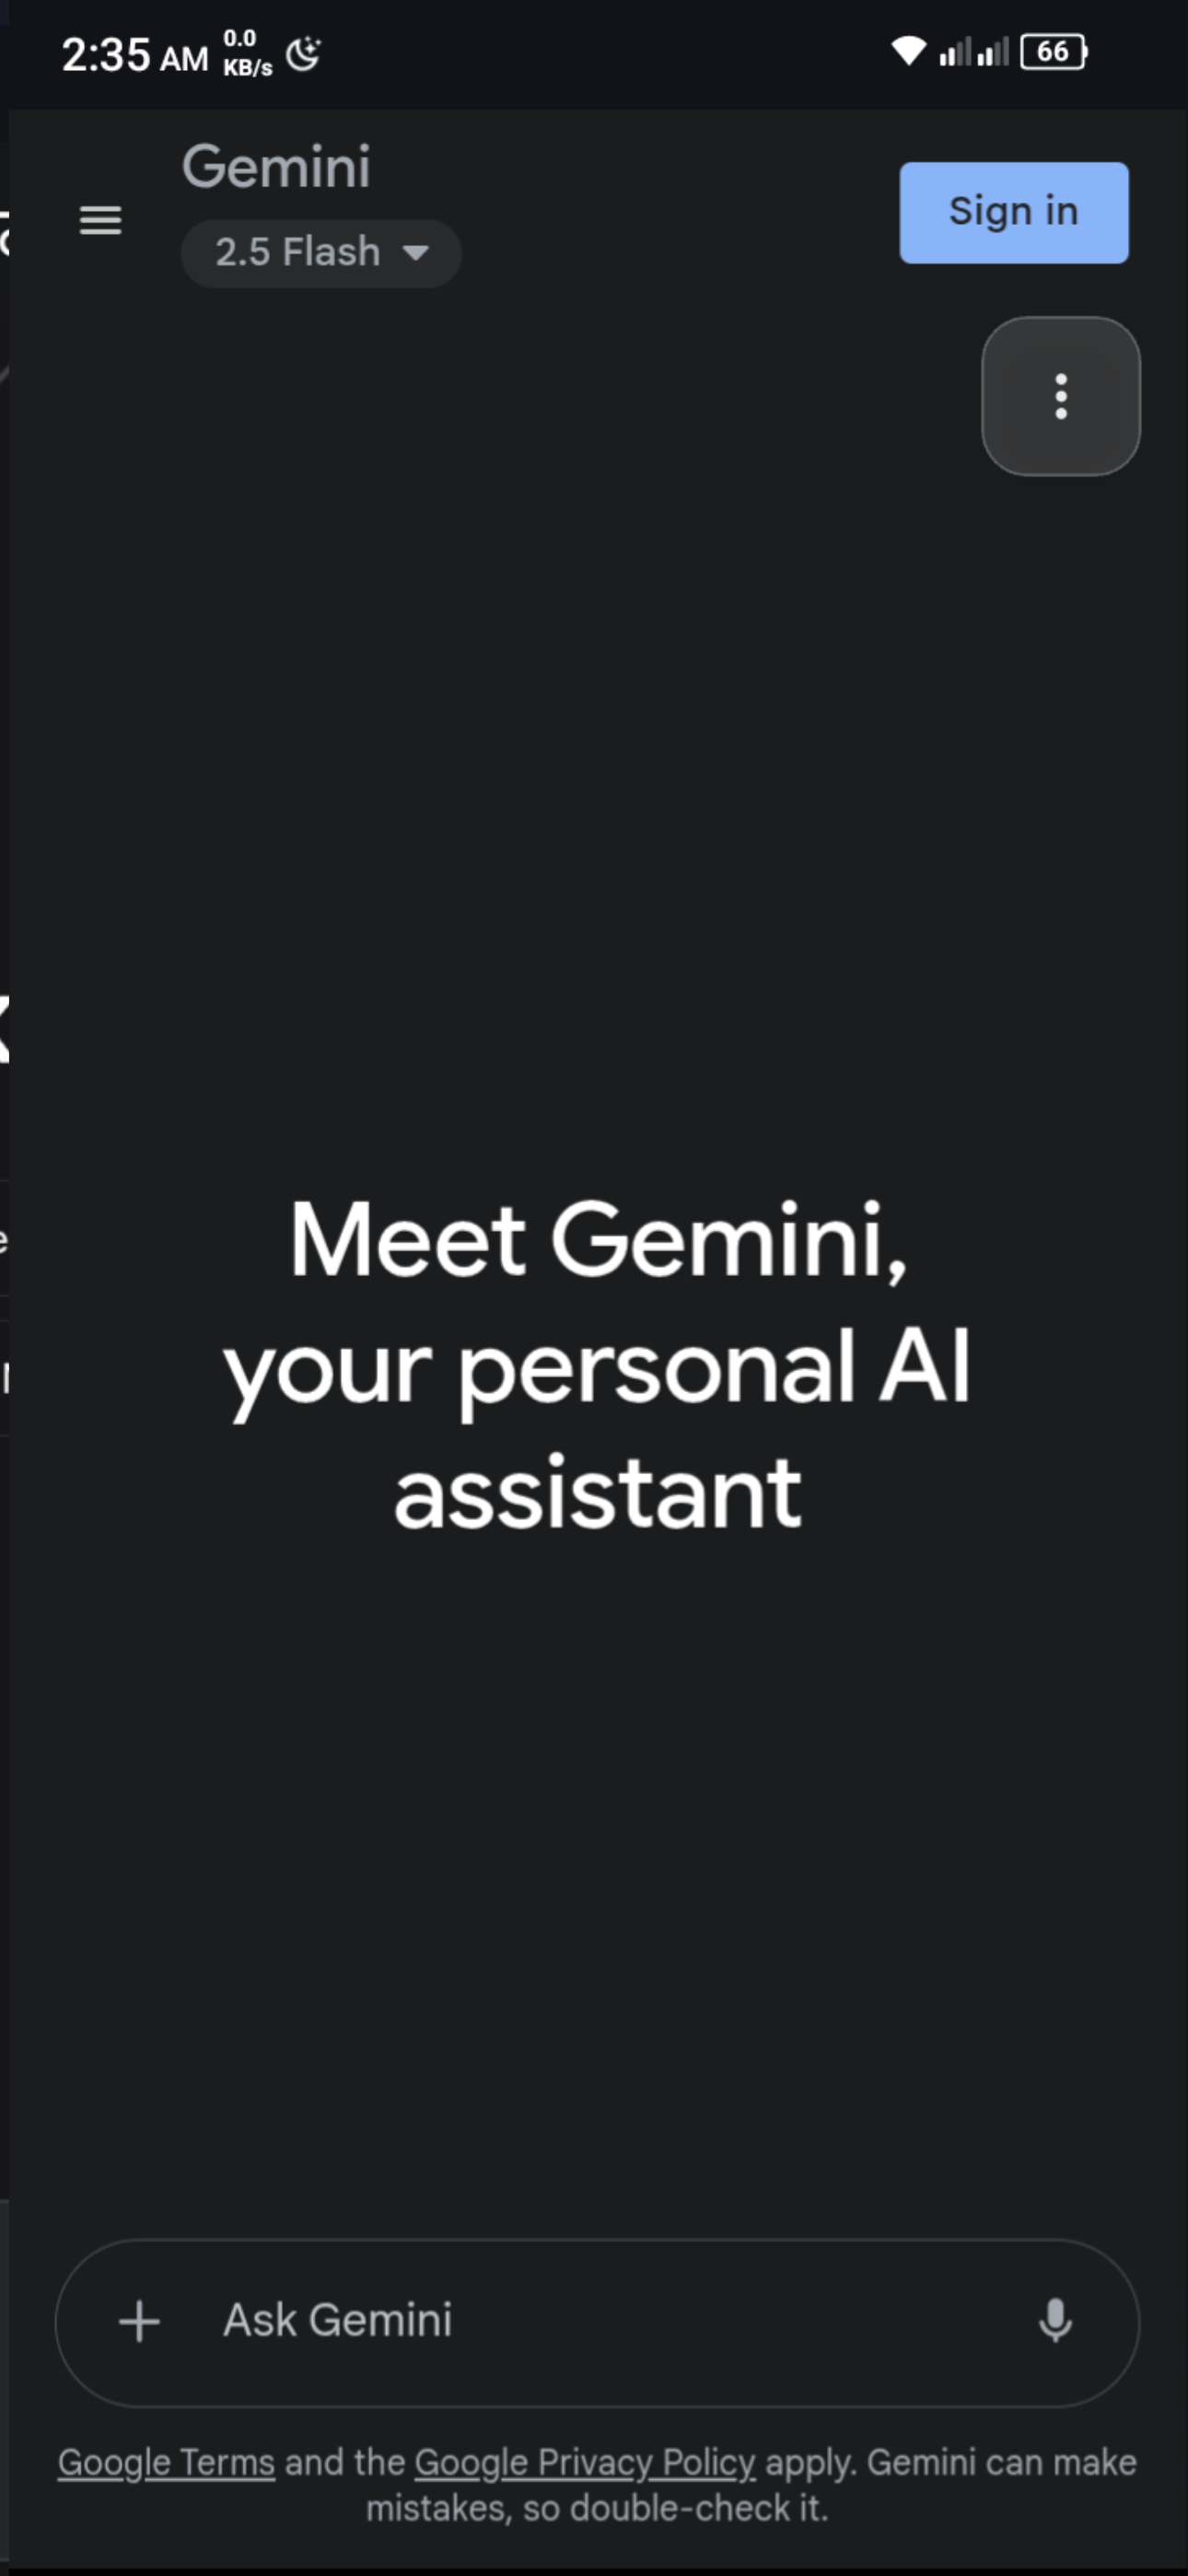 2:35 AM 0.0 KB/s 66
Gemini
2.5 Flash
Sign in
Meet Gemini,
your personal AI
assistant
Ask Gemini
Google Terms and the Google Privacy Policy apply. Gemini can make
mistakes, so double-check it.